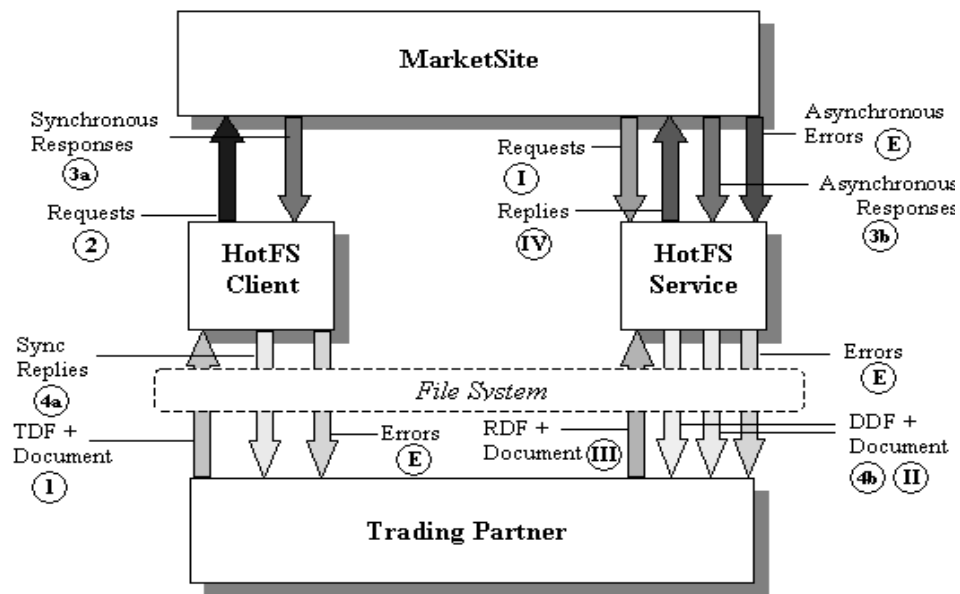 MarketSite
Synchronous
Responses
3a
Requests
2
Requests
I
Replies
IV
Asynchronous
Errors
E
Asynchronous
Responses
3b
HotFS
Client
HotFS
Service
Sync
Replies
4a
TDF +
Document
1
File System
Errors
E
RDF +
Document
III
Errors
E
DDF +
Document
4b
II
Trading Partner